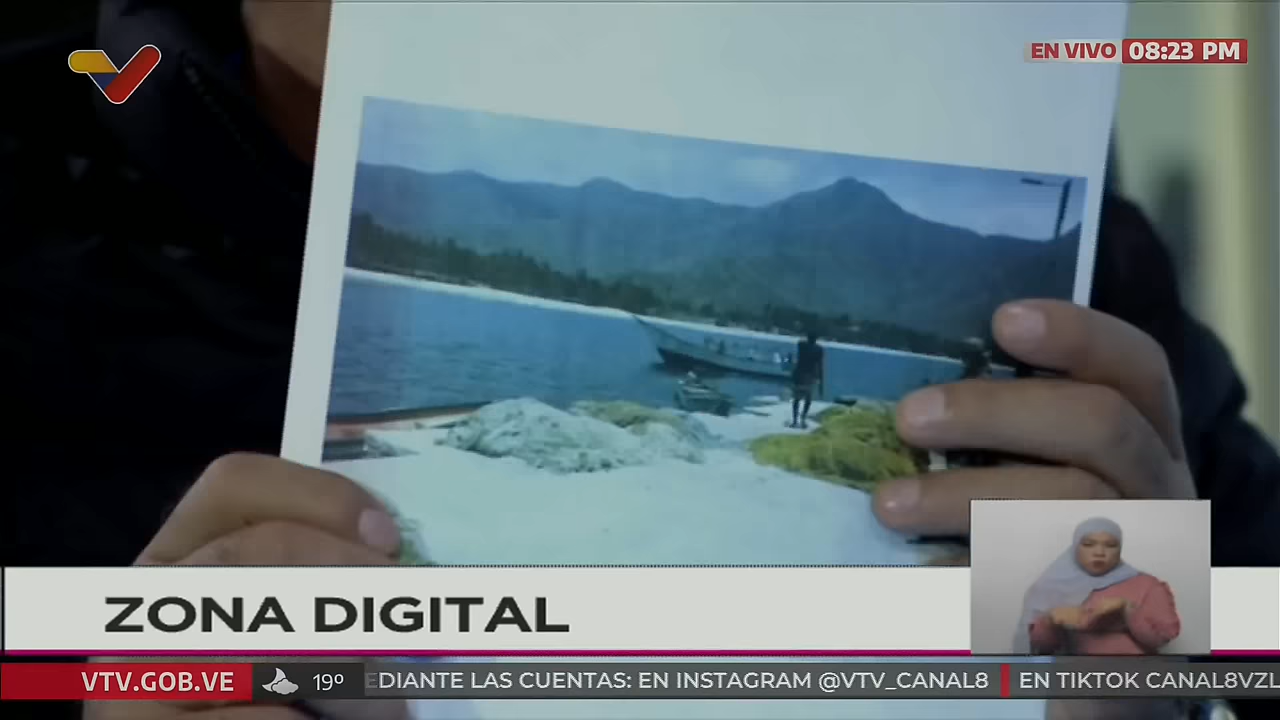 EN VIVO 08:23 PM
ZONA DIGITAL
VTV.GOB.VE 19º EDIANTE LAS CUENTAS: EN INSTAGRAM @VTV_CANAL8 EN TIKTOK CANAL8VZL